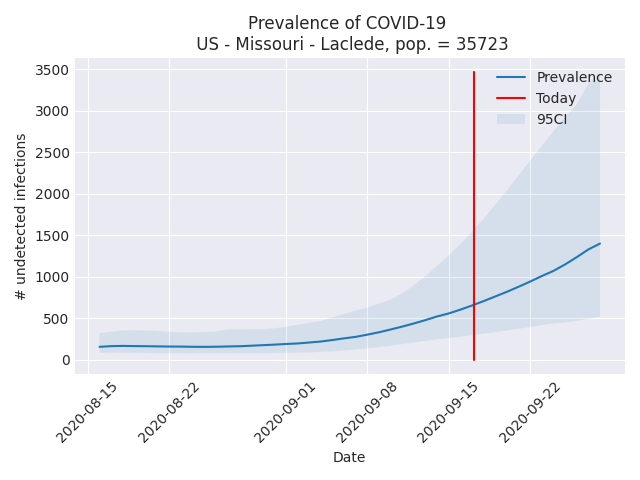 Prevalence of COVID-19
US - Missouri - Laclede, pop. = 35723
3500
3000
2500
2000
1500
1000
500
0
# undetected infections
Prevalence
Today
95CI
2020-08-15
2020-08-22
2020-09-01
2020-09-08
2020-09-15
2020-09-22
Date